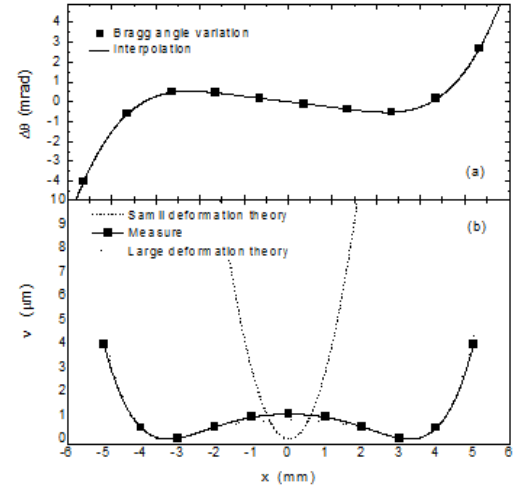 4
3
2
1
0
-1
-2
-3
-4
Δθ (mrad)
Bragg angle variation
Interpolation
(a)
10
9
8
7
6
5
4
3
2
1
0
v (μm)
Samll deformation theory
Measure
Large deformation theory
(b)
-6 -5 -4 -3 -2 -1 0 1 2 3 4 5 6
x (mm)